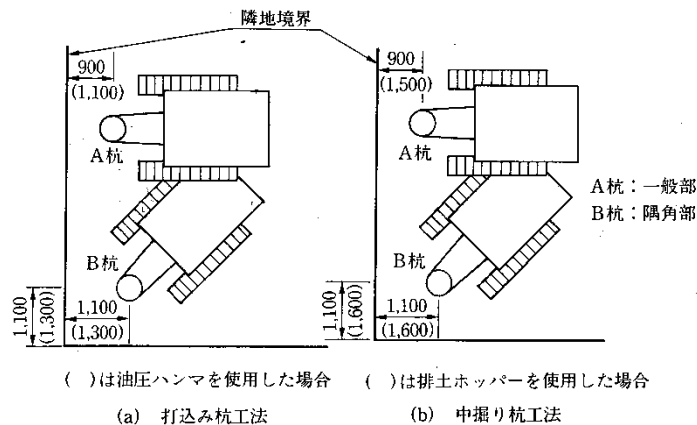 隣地境界
900
(1,100)
A杭
B杭
1,100
(1,300)
1,100
(1,300)
900
(1,500)
A杭
B杭
1,100
(1,600)
1,100
(1,600)
A杭：一般部
B杭：隅角部
(　)は油圧ハンマを使用した場合
(a)　打込み杭工法
(　)は排土ホッパーを使用した場合
(b)　中掘り杭工法